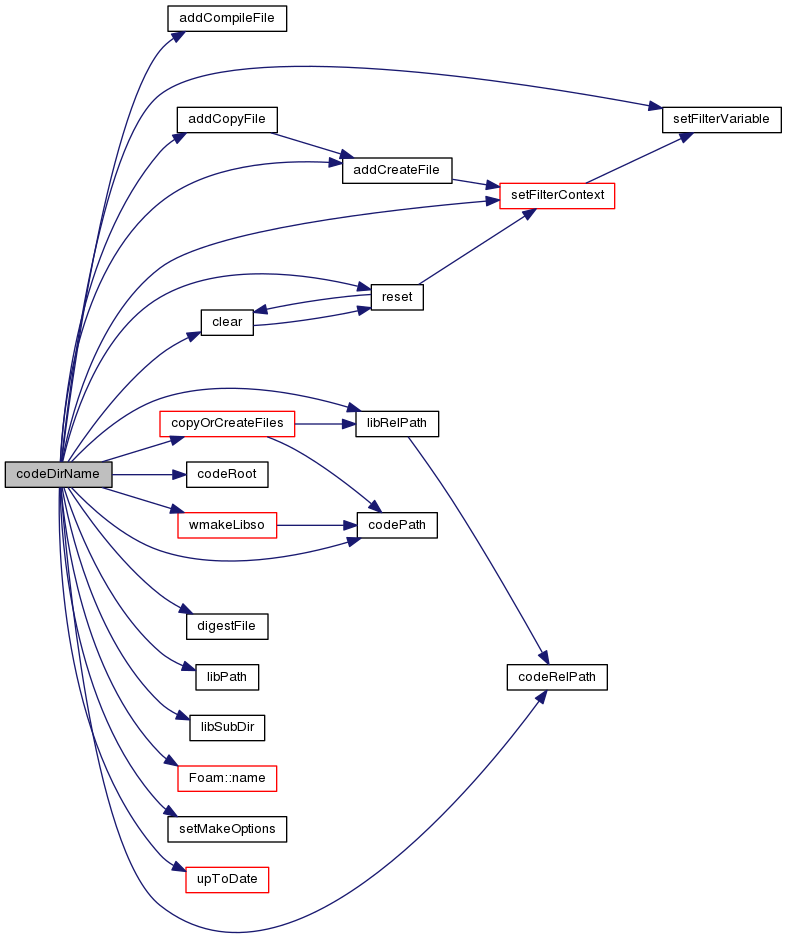 addCompileFile
setFilterVariable
addCopyFile
addCreateFile
setFilterContext
reset
clear
copyOrCreateFiles
libRelPath
codeDirName
codeRoot
wmakeLibso
codePath
digestFile
libPath
codeRelPath
libSubDir
Foam::name
setMakeOptions
upToDate